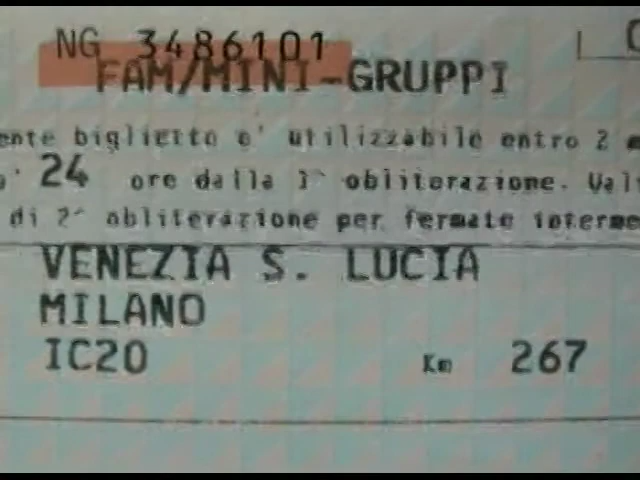 NG 3486101
FAM/MINI-GRUPPI
ente biglietto e' utilizzabile entro 2 m
o' 24 ore dalla 1^ obliterazione. Val
di 2^ obliterazione per fermate interme
VENEZIA S. LUCIA
MILANO
IC20 Km 267